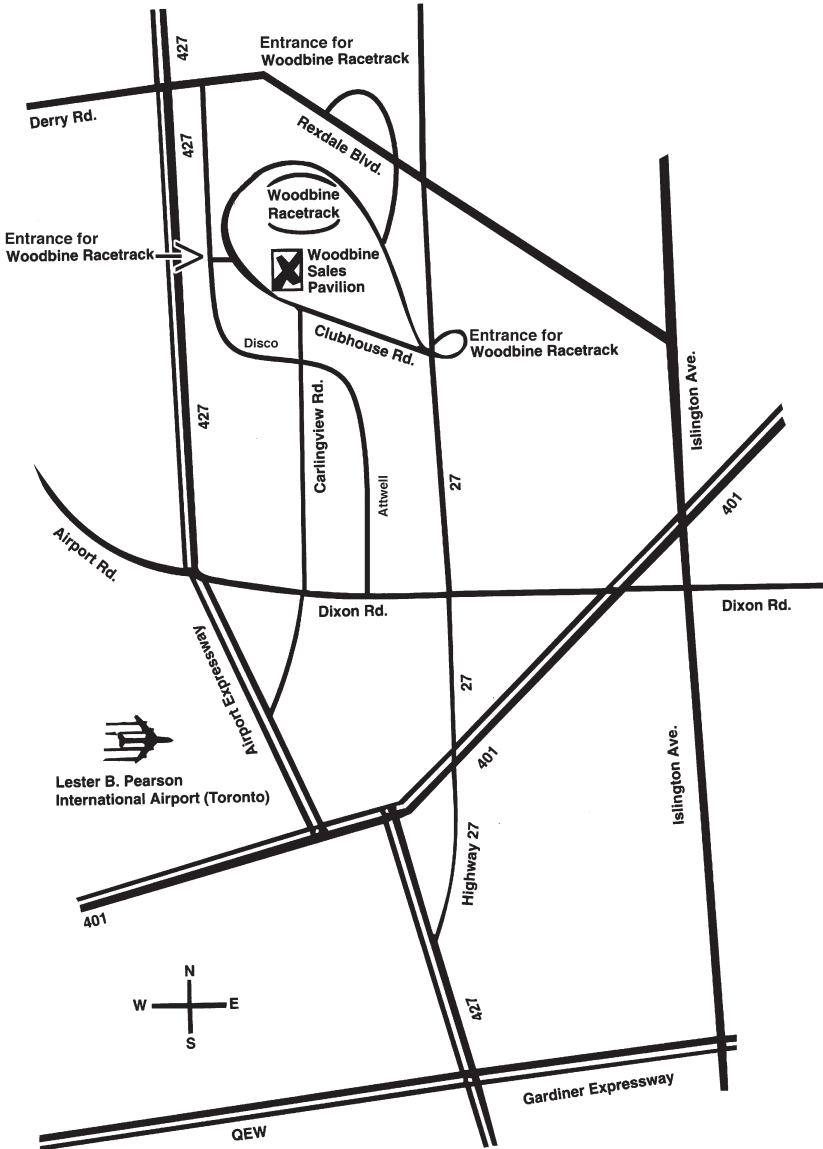 427
Entrance for
Woodbine Racetrack
Derry Rd.
427
Rexdale Blvd.
Woodbine
Racetrack
Entrance for
Woodbine Racetrack
Woodbine
Sales
Pavilion
Disco
Clubhouse Rd.
Entrance for
Woodbine Racetrack
427
Carlingview Rd.
Attwell
27
Islington Ave.
401
Airport Rd.
Dixon Rd.
Dixon Rd.
Airport Expressway
27
401
Islington Ave.
Lester B. Pearson
International Airport (Toronto)
Highway 27
401
N
W
E
S
427
Gardiner Expressway
QEW